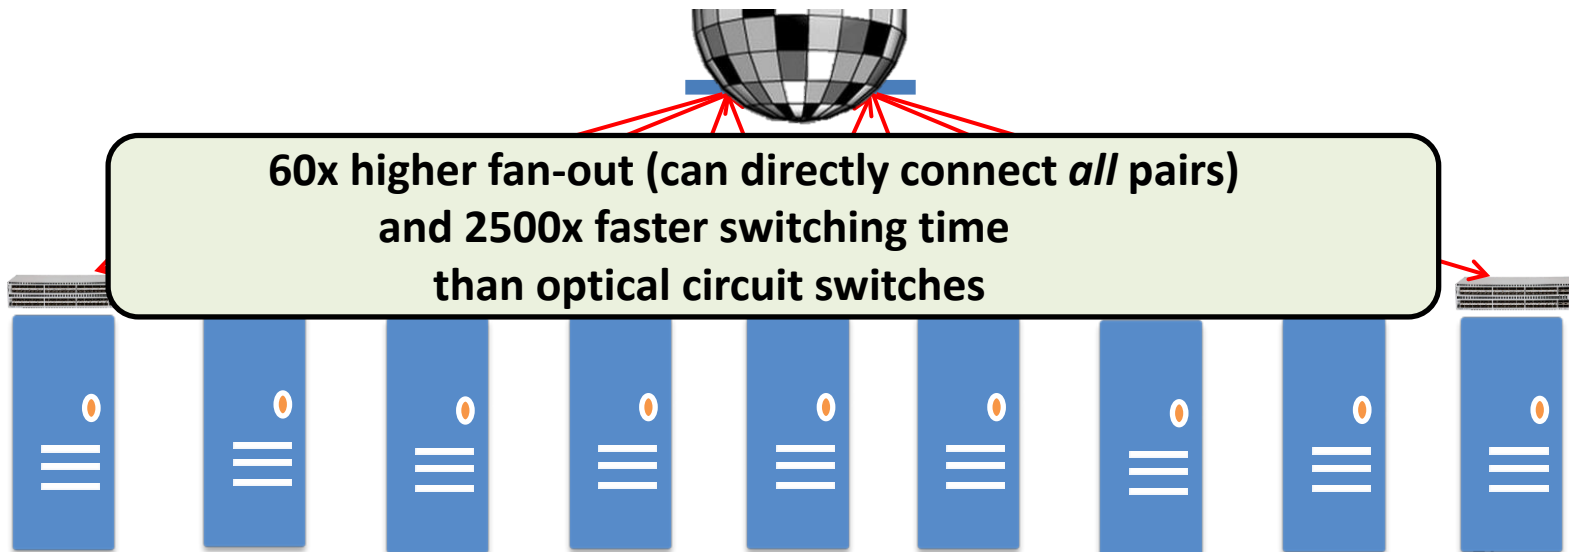 60x higher fan-out (can directly connect all pairs)
and 2500x faster switching time
than optical circuit switches